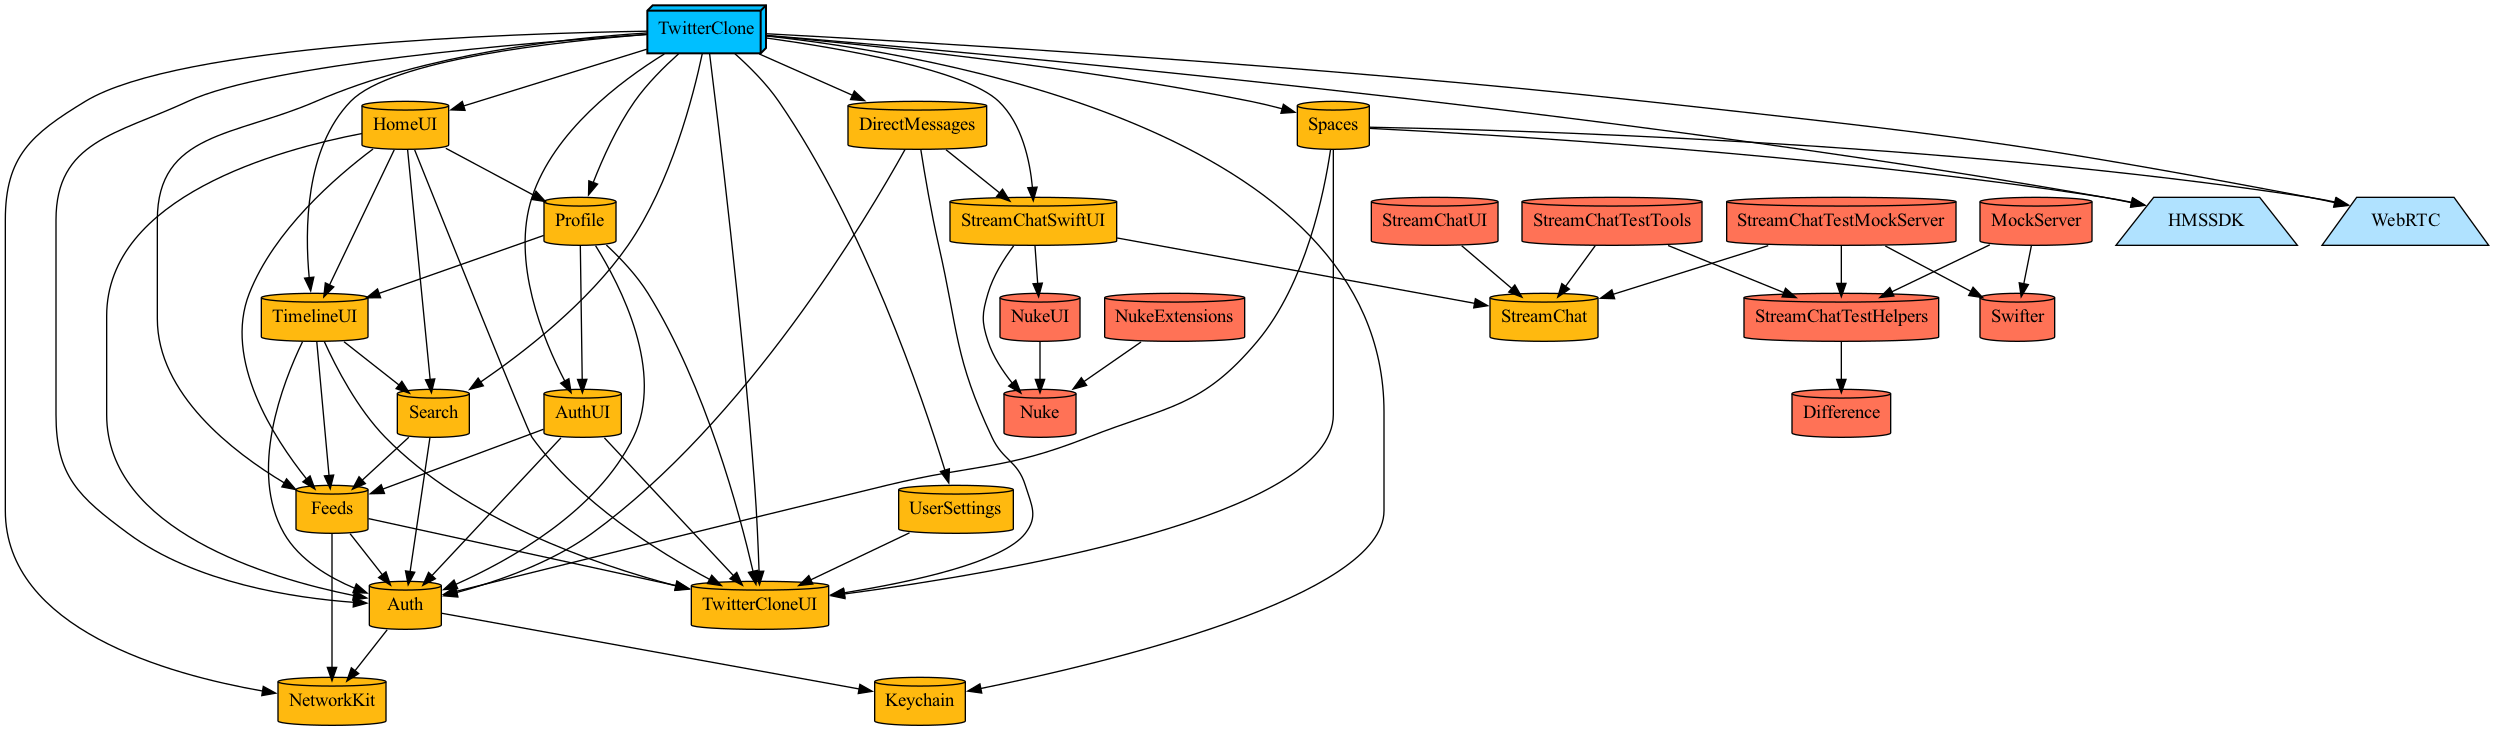 TwitterClone
HomeUI
DirectMessages
Spaces
Profile
StreamChatSwiftUI
StreamChatUI
StreamChatTestTools
StreamChatTestMockServer
MockServer
HMSSDK
WebRTC
TimelineUI
NukeUI
NukeExtensions
StreamChat
StreamChatTestHelpers
Swifter
Search
AuthUI
Nuke
Difference
Feeds
UserSettings
Auth
TwitterCloneUI
NetworkKit
Keychain